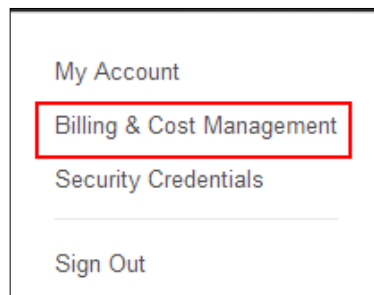 My Account
Billing & Cost Management
Security Credentials
Sign Out